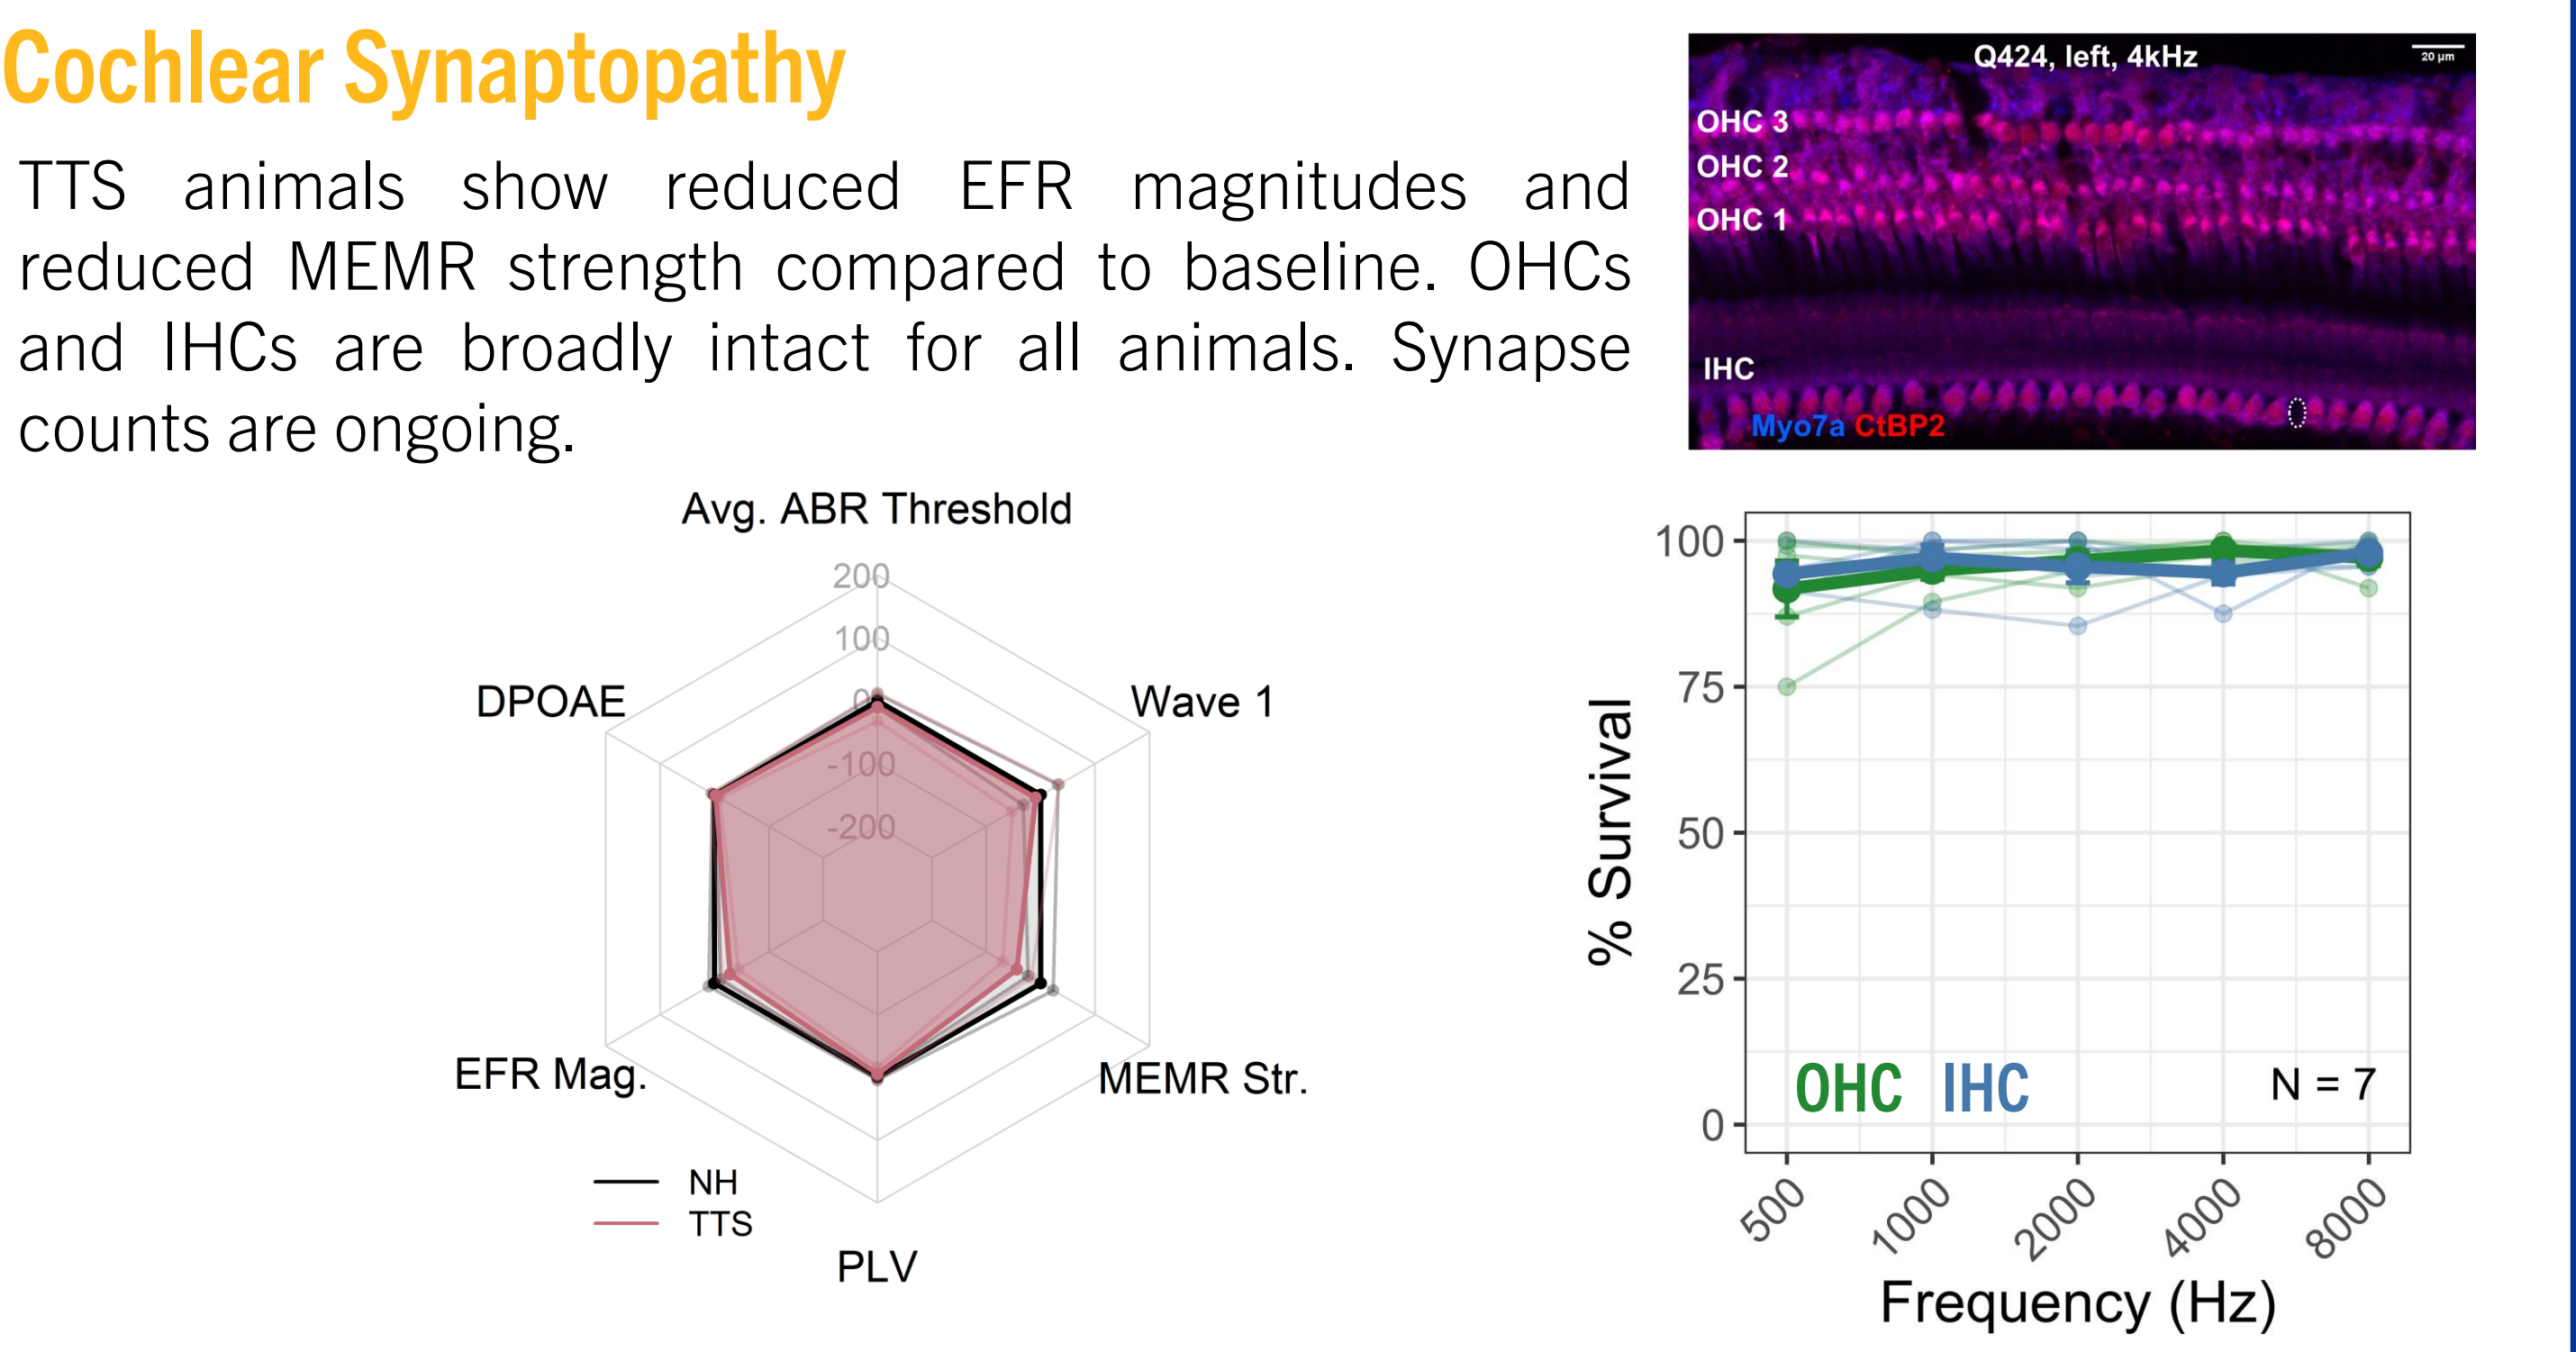 Cochlear Synaptopathy
TTS animals show reduced EFR magnitudes and
reduced MEMR strength compared to baseline. OHCs
and IHCs are broadly intact for all animals. Synapse
counts are ongoing.
Q424, left, 4kHz
20 µm
OHC 3
OHC 2
OHC 1
IHC
Myo7a CtBP2
Avg. ABR Threshold
200
100
0
-100
-200
DPOAE
Wave 1
EFR Mag.
MEMR Str.
PLV
NH
TTS
% Survival
100
75
50
25
0
OHC IHC
N = 7
500
1000
2000
4000
8000
Frequency (Hz)